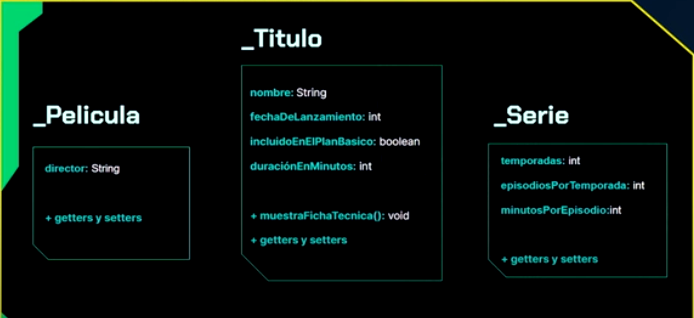 _Titulo
nombre: String
fechaDeLanzamiento: int
incluidoEnElPlanBasico: boolean
duraciónEnMinutos: int
+ muestraFichaTecnica(): void
+ getters y setters
_Pelicula
director: String
+ getters y setters
_Serie
temporadas: int
episodiosPorTemporada: int
minutosPorEpisodio:int
+ getters y setters